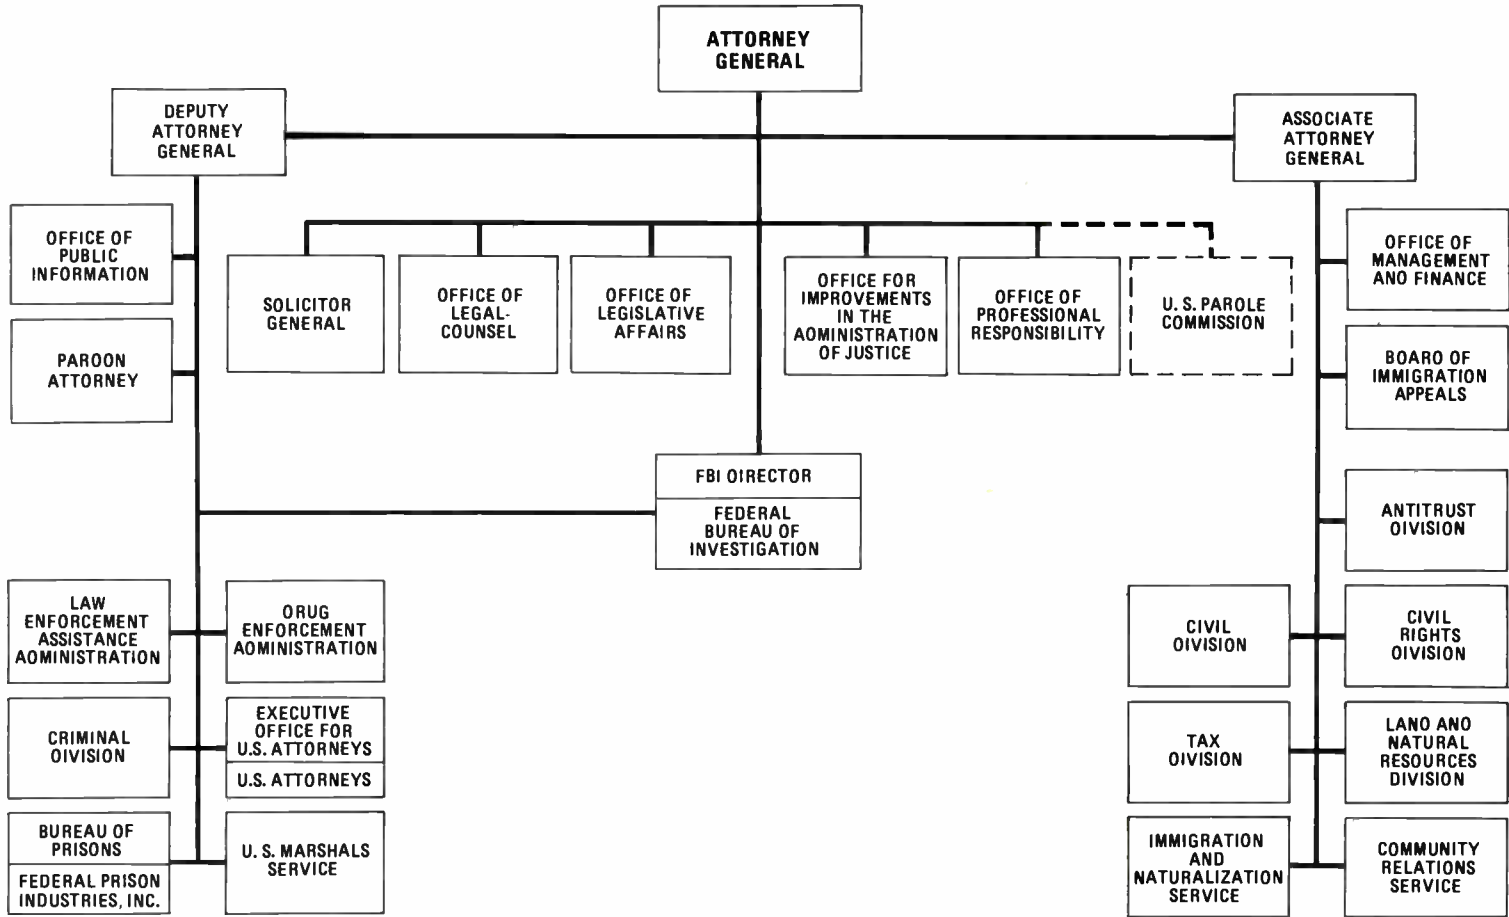 ATTORNEY
GENERAL
DEPUTY
ATTORNEY
GENERAL
ASSOCIATE
ATTORNEY
GENERAL
OFFICE OF
PUBLIC
INFORMATION
PAROON
ATTORNEY
SOLICITOR
GENERAL
OFFICE OF
LEGAL-
COUNSEL
OFFICE OF
LEGISLATIVE
AFFAIRS
OFFICE FOR
IMPROVEMENTS
IN THE
AOMINISTRATION
OF JUSTICE
OFFICE OF
PROFESSIONAL
RESPONSIBILITY
U. S. PAROLE
COMMISSION
OFFICE OF
MANAGEMENT
AND FINANCE
BOARO OF
IMMIGRATION
APPEALS
FBI OIRECTOR
FEDERAL
BUREAU OF
INVESTIGATION
ANTITRUST
OIVISION
LAW
ENFORCEMENT
ASSISTANCE
AOMINISTRATION
ORUG
ENFORCEMENT
AOMINISTRATION
CIVIL
OIVISION
CIVIL
RIGHTS
DIVISION
CRIMINAL
OIVISION
EXECUTIVE
OFFICE FOR
U.S. ATTORNEYS
U.S. ATTORNEYS
TAX
OIVISION
LANO AND
NATURAL
RESOURCES
DIVISION
BUREAU OF
PRISONS
FEDERAL PRISON
INDUSTRIES, INC.
U. S. MARSHALS
SERVICE
IMMIGRATION
AND
NATURALIZATION
SERVICE
COMMUNITY
RELATIONS
SERVICE